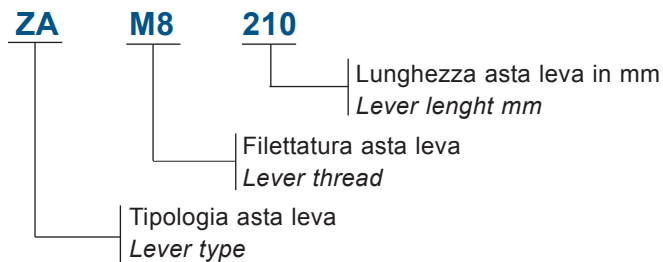 ZA M8 210
Lunghezza asta leva in mm
Lever lenght mm
Filettatura asta leva
Lever thread
Tipologia asta leva
Lever type